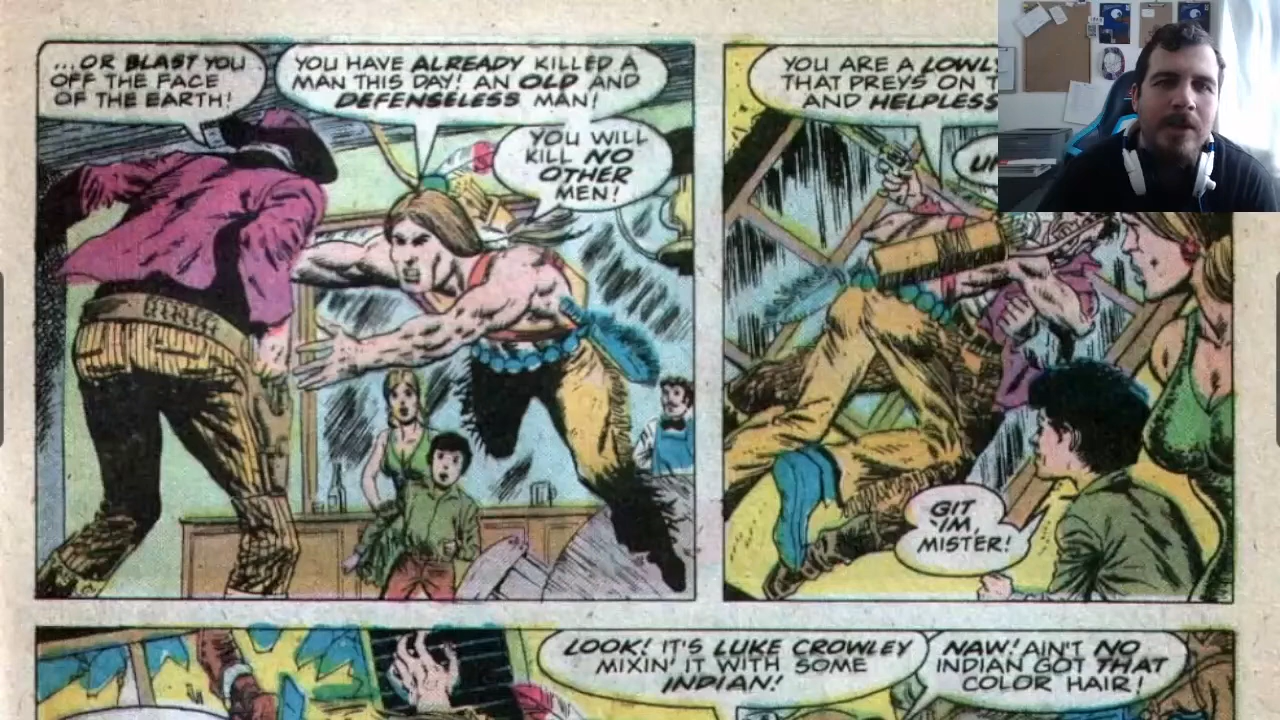 ...OR BLAST YOU
OFF THE FACE
OF THE EARTH!
YOU HAVE ALREADY KILLED A
MAN THIS DAY! AN OLD AND
DEFENSELESS MAN!
YOU WILL
KILL NO
OTHER
MEN!
YOU ARE A LOWL
THAT PREYS ON T
AND HELPLESS
GIT
'IM,
MISTER!
LOOK! IT'S LUKE CROWLEY
MIXIN' IT WITH SOME
INDIAN!
NAW! AIN'T NO
INDIAN GOT THAT
COLOR HAIR!